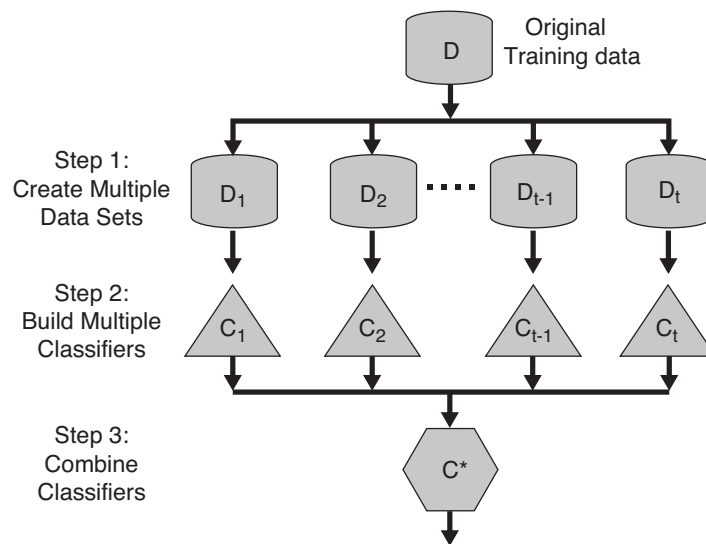 Original
Training data
D
Step 1:
Create Multiple
Data Sets
D1
D2
Dt-1
Dt
Step 2:
Build Multiple
Classifiers
C1
C2
Ct-1
Ct
Step 3:
Combine
Classifiers
C*